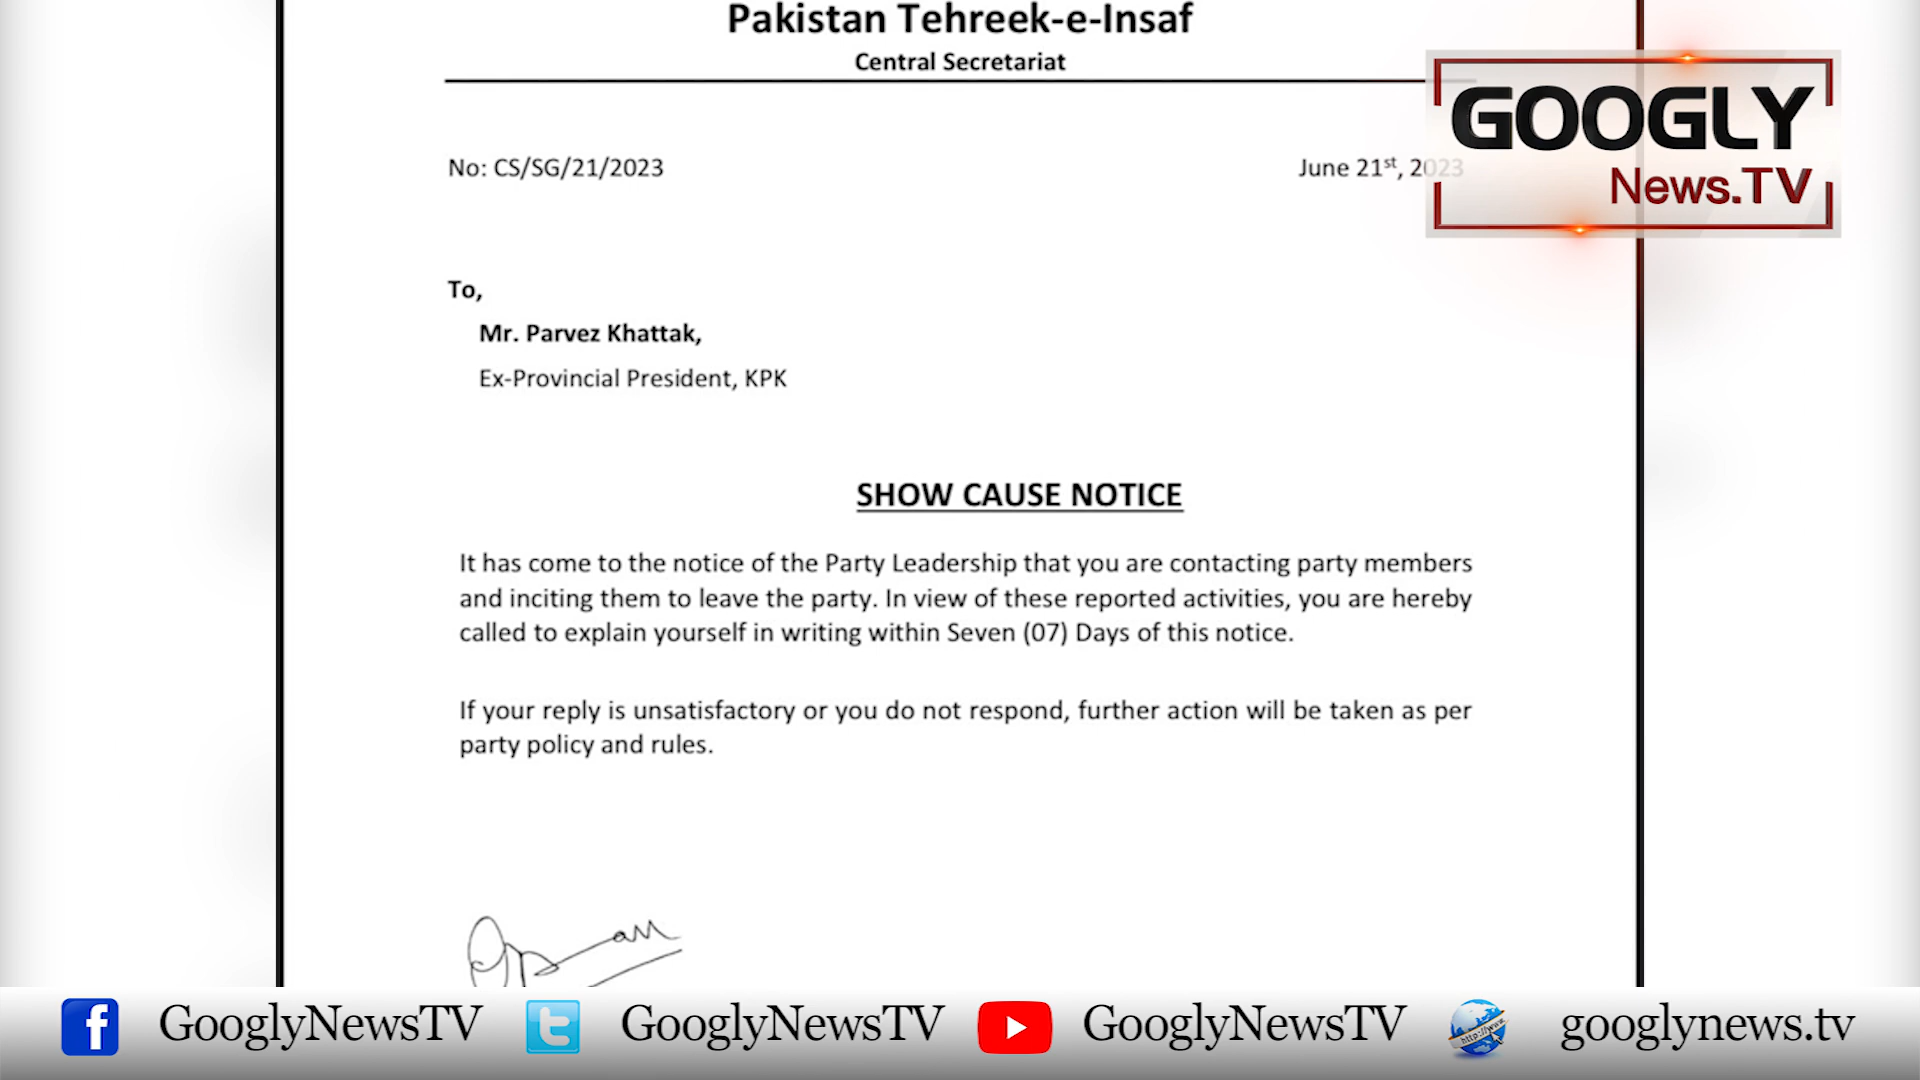 Pakistan Tehreek-e-Insaf
Central Secretariat
GOOGLY
News.TV
No: CS/SG/21/2023
June 21st, 2023
To,
Mr. Parvez Khattak,
Ex-Provincial President, KPK
SHOW CAUSE NOTICE
It has come to the notice of the Party Leadership that you are contacting party members
and inciting them to leave the party. In view of these reported activities, you are hereby
called to explain yourself in writing within Seven (07) Days of this notice.
If your reply is unsatisfactory or you do not respond, further action will be taken as per
party policy and rules.
GooglyNewsTV
GooglyNewsTV
GooglyNewsTV
googlynews.tv